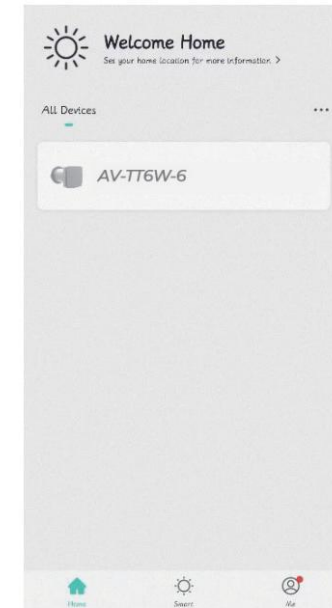 Welcome Home
Set your home location for more information >
All Devices
...
AV-TT6W-6
Home
Smart
Me